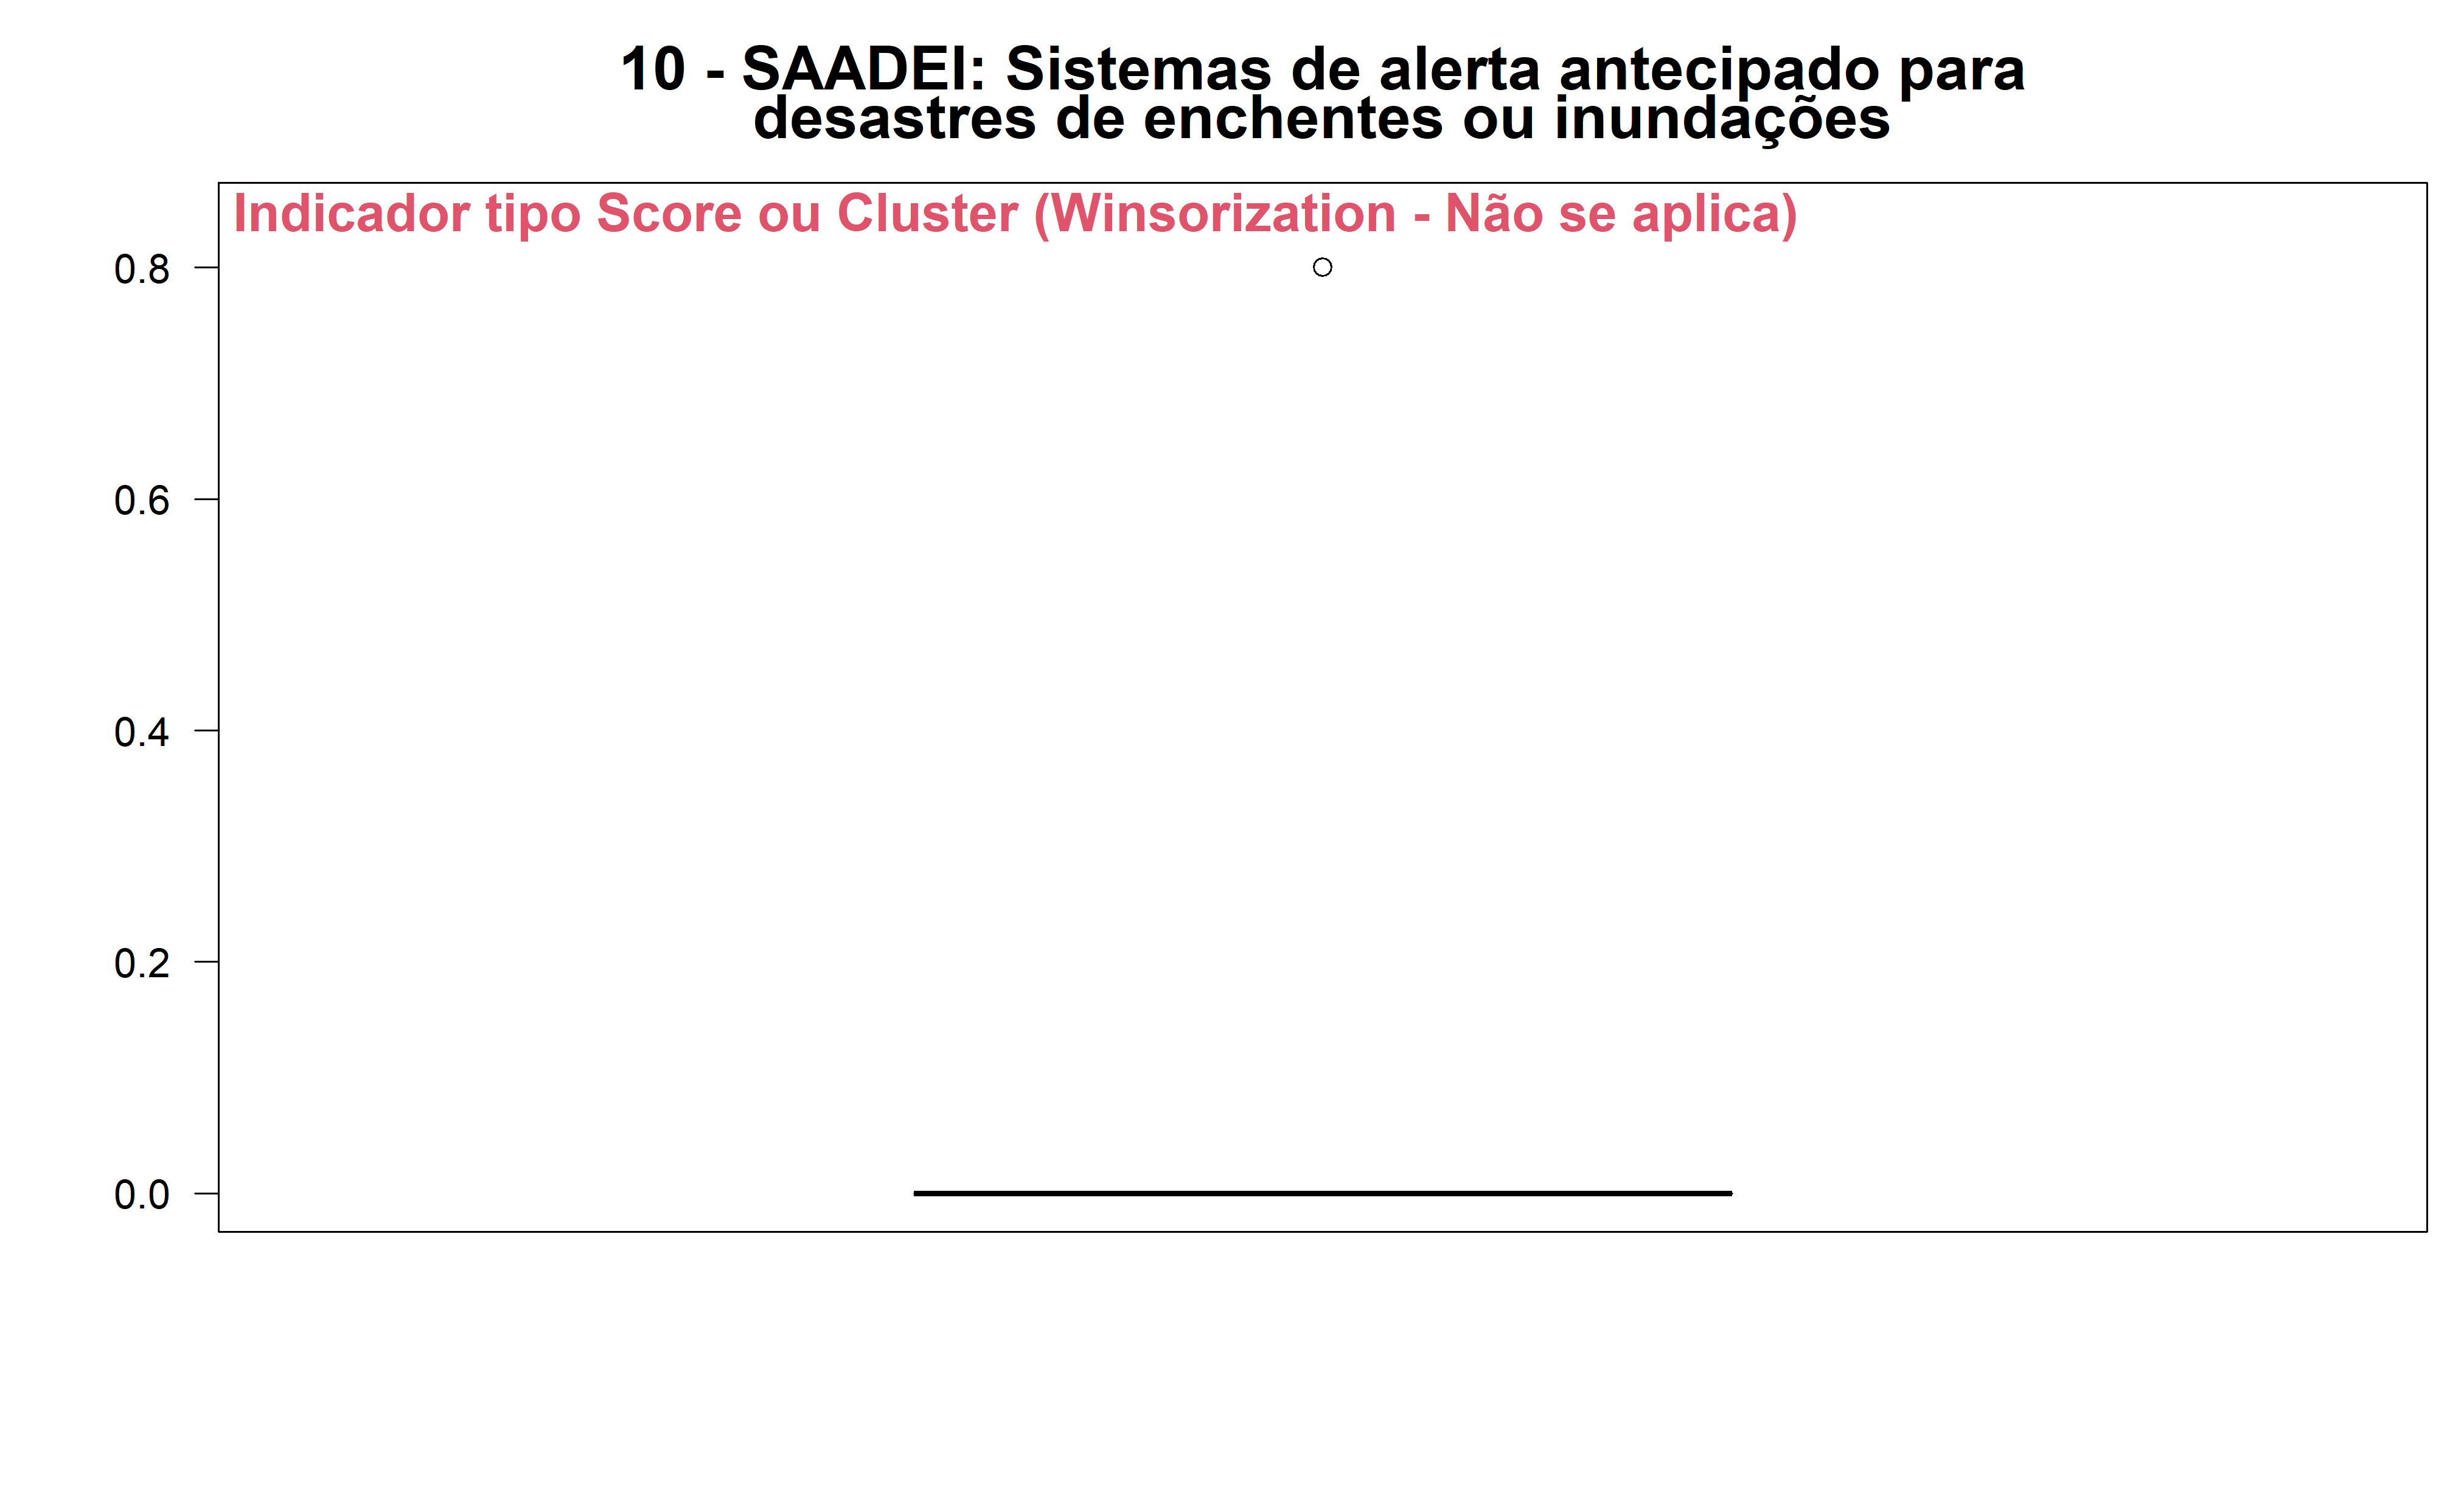 10 - SAADEI: Sistemas de alerta antecipado para
desastres de enchentes ou inundações
Indicador tipo Score ou Cluster (Winsorization - Não se aplica)
0.8
0.6
0.4
0.2
0.0